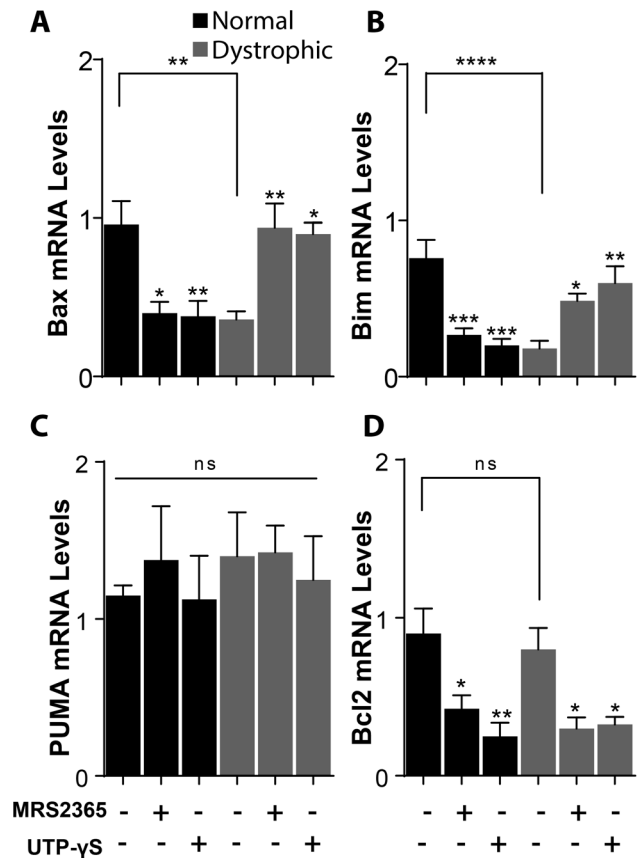 A
Normal
Dystrophic
B
Bax mRNA Levels
2
1
0
**
*
**
**
*
Bim mRNA Levels
2
1
0
****
***
***
*
**
C
PUMA mRNA Levels
2
1
0
ns
D
Bcl2 mRNA Levels
2
1
0
ns
*
**
*
*
MRS2365 - + - - + - - + - - + -
UTP-γS - - + - - + - - + - - +